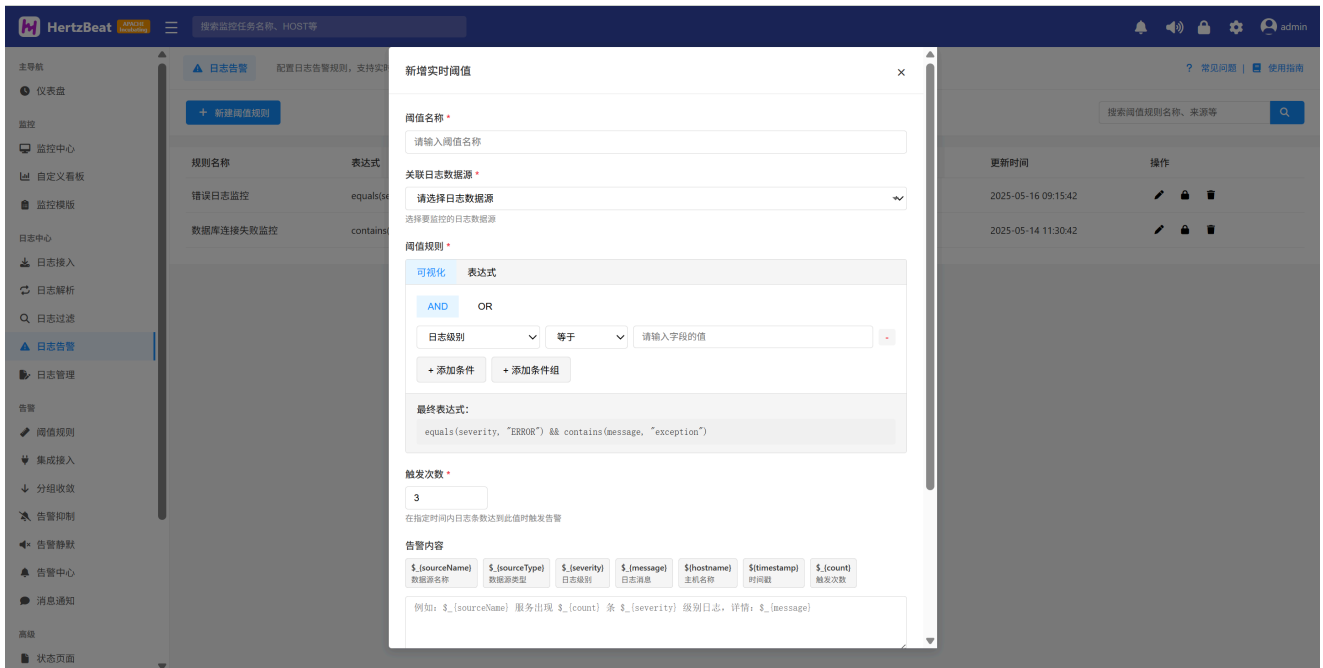 HertzBeat APACHE Incubating 搜索监控任务名称、HOST等 admin
主导航
仪表盘
监控
监控中心
自定义看板
监控模版
日志中心
日志接入
日志解析
日志过滤
日志告警
日志管理
告警
阈值规则
集成接入
分组收敛
告警抑制
告警静默
告警中心
消息通知
高级
状态页面
日志告警 配置日志告警规则，支持实时
? 常见问题 | 使用指南
+ 新建阈值规则
搜索阈值规则名称、来源等
规则名称 表达式 更新时间 操作
错误日志监控 equals(se 2025-05-16 09:15:42
数据库连接失败监控 contains( 2025-05-14 11:30:42
新增实时阈值 ×
阈值名称 *
请输入阈值名称
关联日志数据源 *
请选择日志数据源
选择要监控的日志数据源
阈值规则 *
可视化 表达式
AND OR
日志级别 等于 请输入字段的值 -
+ 添加条件 + 添加条件组
最终表达式：
equals(severity, "ERROR") && contains(message, "exception")
触发次数 *
3
在指定时间内日志条数达到此值时触发告警
告警内容
$_(sourceName) $_(sourceType) $_(severity) $_(message) $(hostname) $(timestamp) $_(count)
数据源名称 数据源类型 日志级别 日志消息 主机名称 时间戳 触发次数
例如：$_{sourceName} 服务出现 $_{count} 条 $_{severity} 级别日志，详情：$_{message}